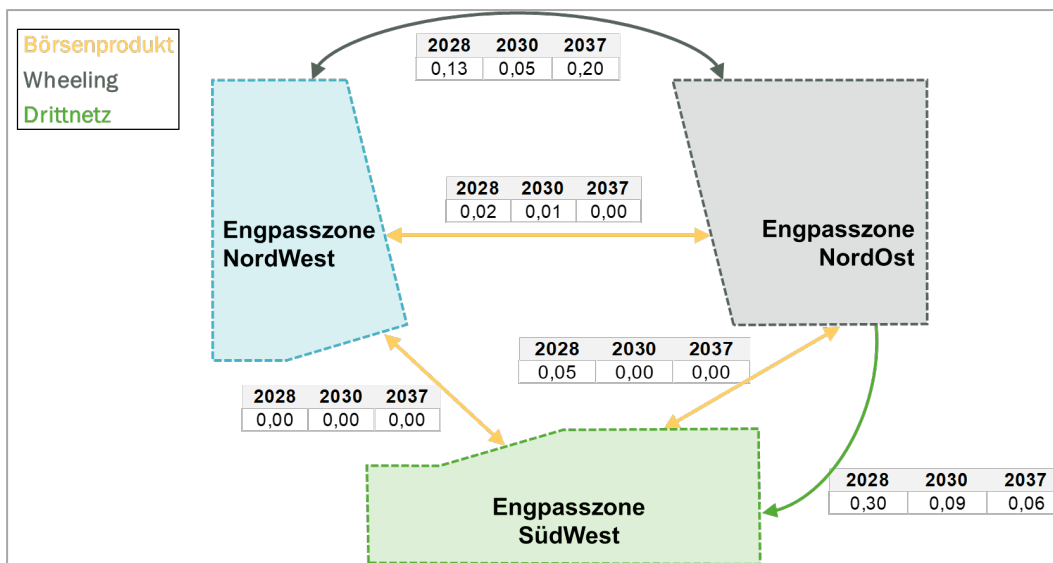 Börsenprodukt
Wheeling
Drittnetz
2028 2030 2037
0,13 0,05 0,20
2028 2030 2037
0,02 0,01 0,00
Engpasszone
NordWest
Engpasszone
NordOst
2028 2030 2037
0,05 0,00 0,00
2028 2030 2037
0,00 0,00 0,00
2028 2030 2037
0,30 0,09 0,06
Engpasszone
SüdWest